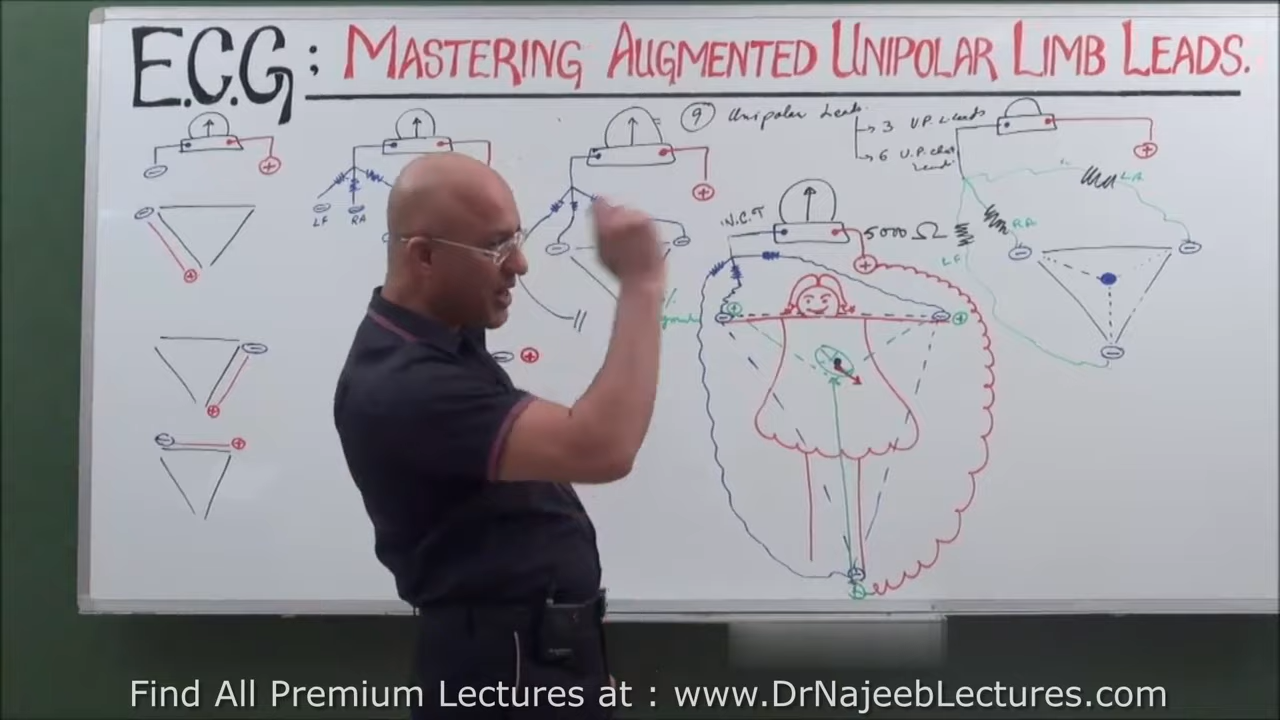 E.C.G: MASTERING AUGMENTED UNIPOLAR LIMB LEADS.
9 Unipolar Leads
3 U.P. Leads
6 U.P. chest Leads
LA
LF RA
N.C.T
5000 Ω
RA
LF
Find All Premium Lectures at : www.DrNajeebLectures.com